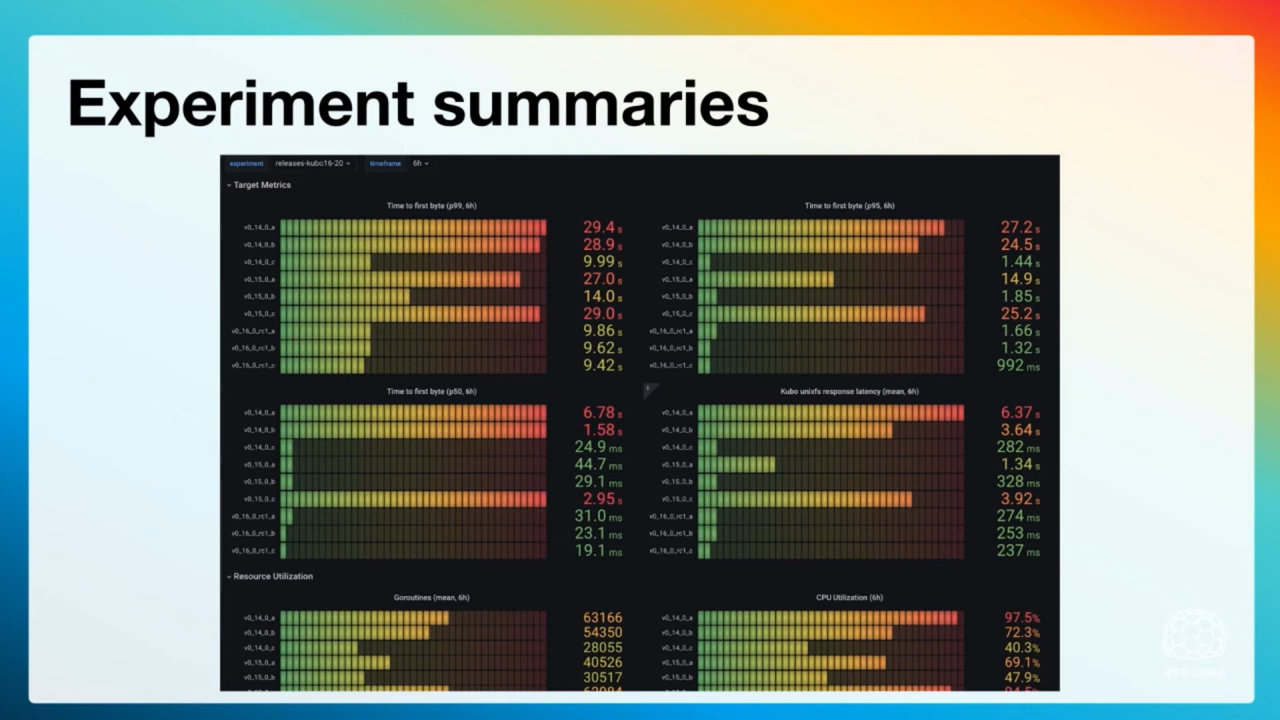 Experiment summaries
experiment releases-kubo16-20 timeframe 6h
Target Metrics
Time to first byte (p99, 6h)
v0_14_0_a 29.4 s
v0_14_0_b 28.9 s
v0_14_0_c 9.99 s
v0_15_0_a 27.0 s
v0_15_0_b 14.0 s
v0_15_0_c 29.0 s
v0_16_0_rc1_a 9.86 s
v0_16_0_rc1_b 9.62 s
v0_16_0_rc1_c 9.42 s
Time to first byte (p95, 6h)
v0_14_0_a 27.2 s
v0_14_0_b 24.5 s
v0_14_0_c 1.44 s
v0_15_0_a 14.9 s
v0_15_0_b 1.85 s
v0_15_0_c 25.2 s
v0_16_0_rc1_a 1.66 s
v0_16_0_rc1_b 1.32 s
v0_16_0_rc1_c 992 ms
Time to first byte (p50, 6h)
v0_14_0_a 6.78 s
v0_14_0_b 1.58 s
v0_14_0_c 24.9 ms
v0_15_0_a 44.7 ms
v0_15_0_b 29.1 ms
v0_15_0_c 2.95 s
v0_16_0_rc1_a 31.0 ms
v0_16_0_rc1_b 23.1 ms
v0_16_0_rc1_c 19.1 ms
Kubo unixfs response latency (mean, 6h)
v0_14_0_a 6.37 s
v0_14_0_b 3.64 s
v0_14_0_c 282 ms
v0_15_0_a 1.34 s
v0_15_0_b 328 ms
v0_15_0_c 3.92 s
v0_16_0_rc1_a 274 ms
v0_16_0_rc1_b 253 ms
v0_16_0_rc1_c 237 ms
Resource Utilization
Goroutines (mean, 6h)
v0_14_0_a 63166
v0_14_0_b 54350
v0_14_0_c 28055
v0_15_0_a 40526
v0_15_0_b 30517
CPU Utilization (6h)
v0_14_0_a 97.5%
v0_14_0_b 72.3%
v0_14_0_c 40.3%
v0_15_0_a 69.1%
v0_15_0_b 47.9%